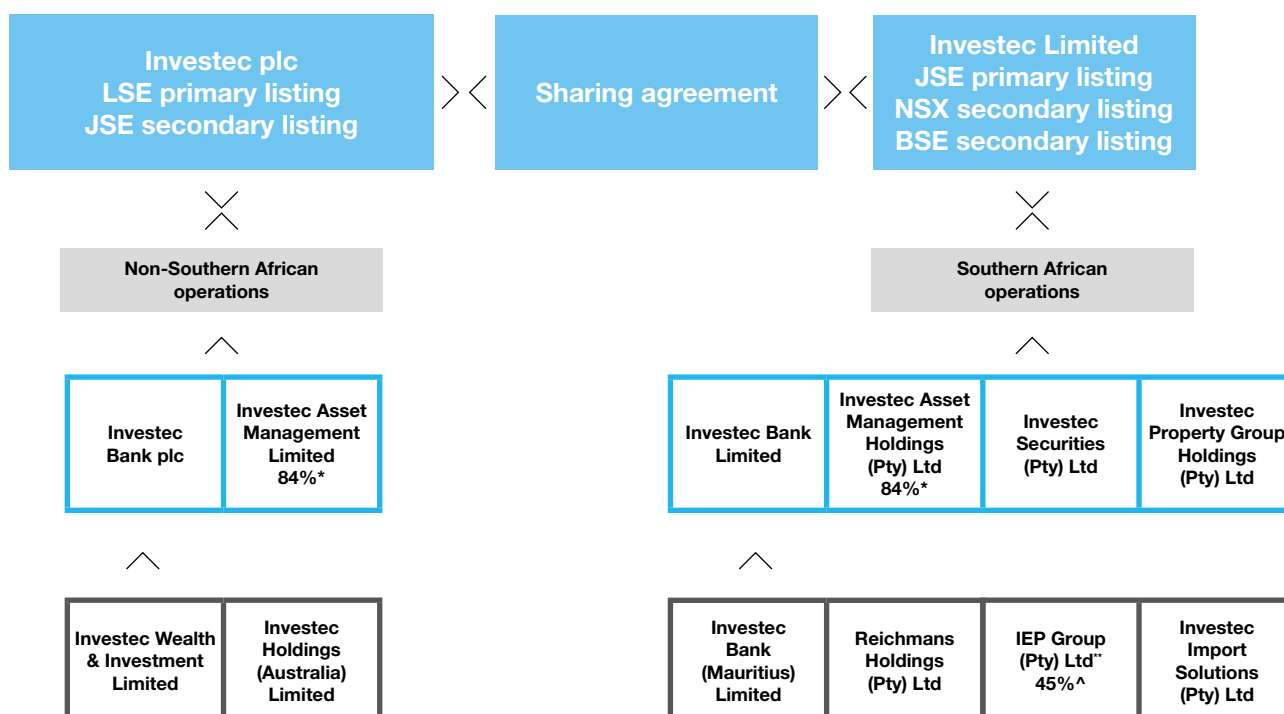 Investec plc
LSE primary listing
JSE secondary listing
Sharing agreement
Investec Limited
JSE primary listing
NSX secondary listing
BSE secondary listing
Non-Southern African
operations
Southern African
operations
Investec
Bank plc
Investec Asset
Management
Limited
84%*
Investec Bank
Limited
Investec Asset
Management
Holdings
(Pty) Ltd
84%*
Investec
Securities
(Pty) Ltd
Investec
Property Group
Holdings
(Pty) Ltd
Investec Wealth
& Investment
Limited
Investec
Holdings
(Australia)
Limited
Investec
Bank
(Mauritius)
Limited
Reichmans
Holdings
(Pty) Ltd
IEP Group
(Pty) Ltd**
45%^
Investec
Import
Solutions
(Pty) Ltd